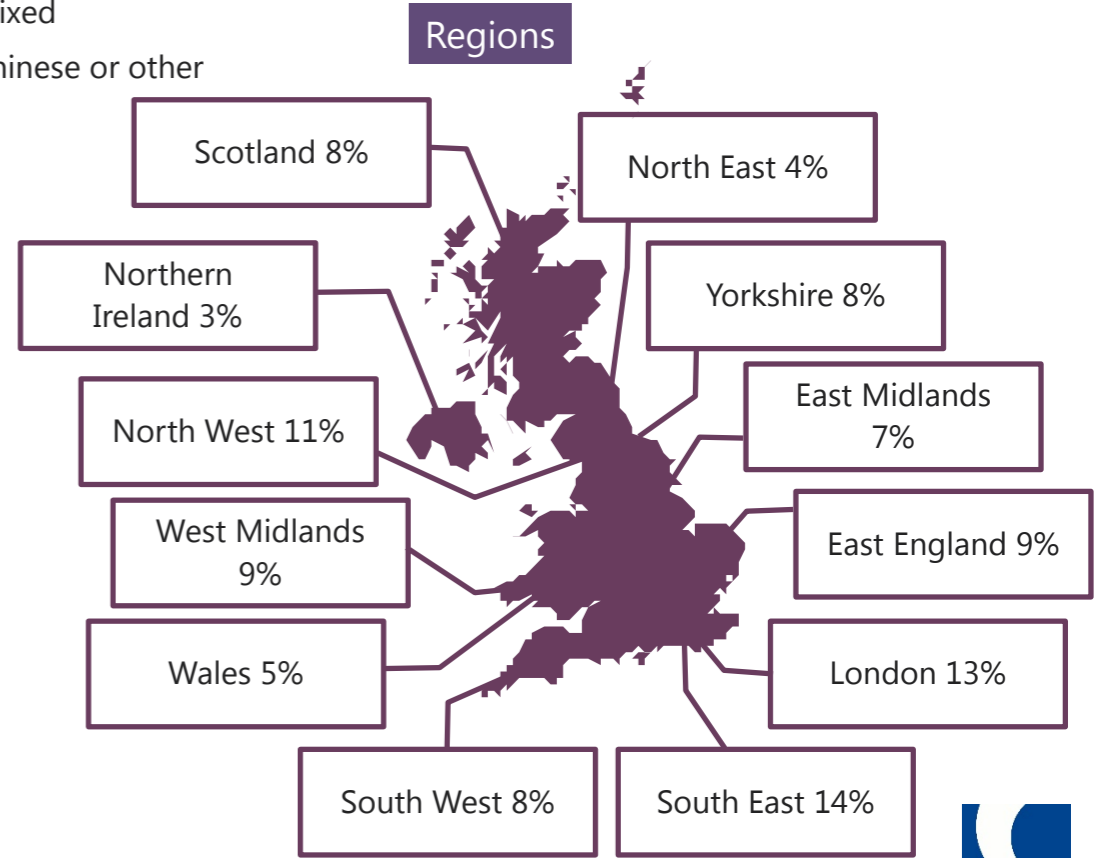 ixed
hinese or other
Regions
Scotland 8%
North East 4%
Northern
Ireland 3%
Yorkshire 8%
North West 11%
East Midlands
7%
West Midlands
9%
East England 9%
Wales 5%
London 13%
South West 8%
South East 14%